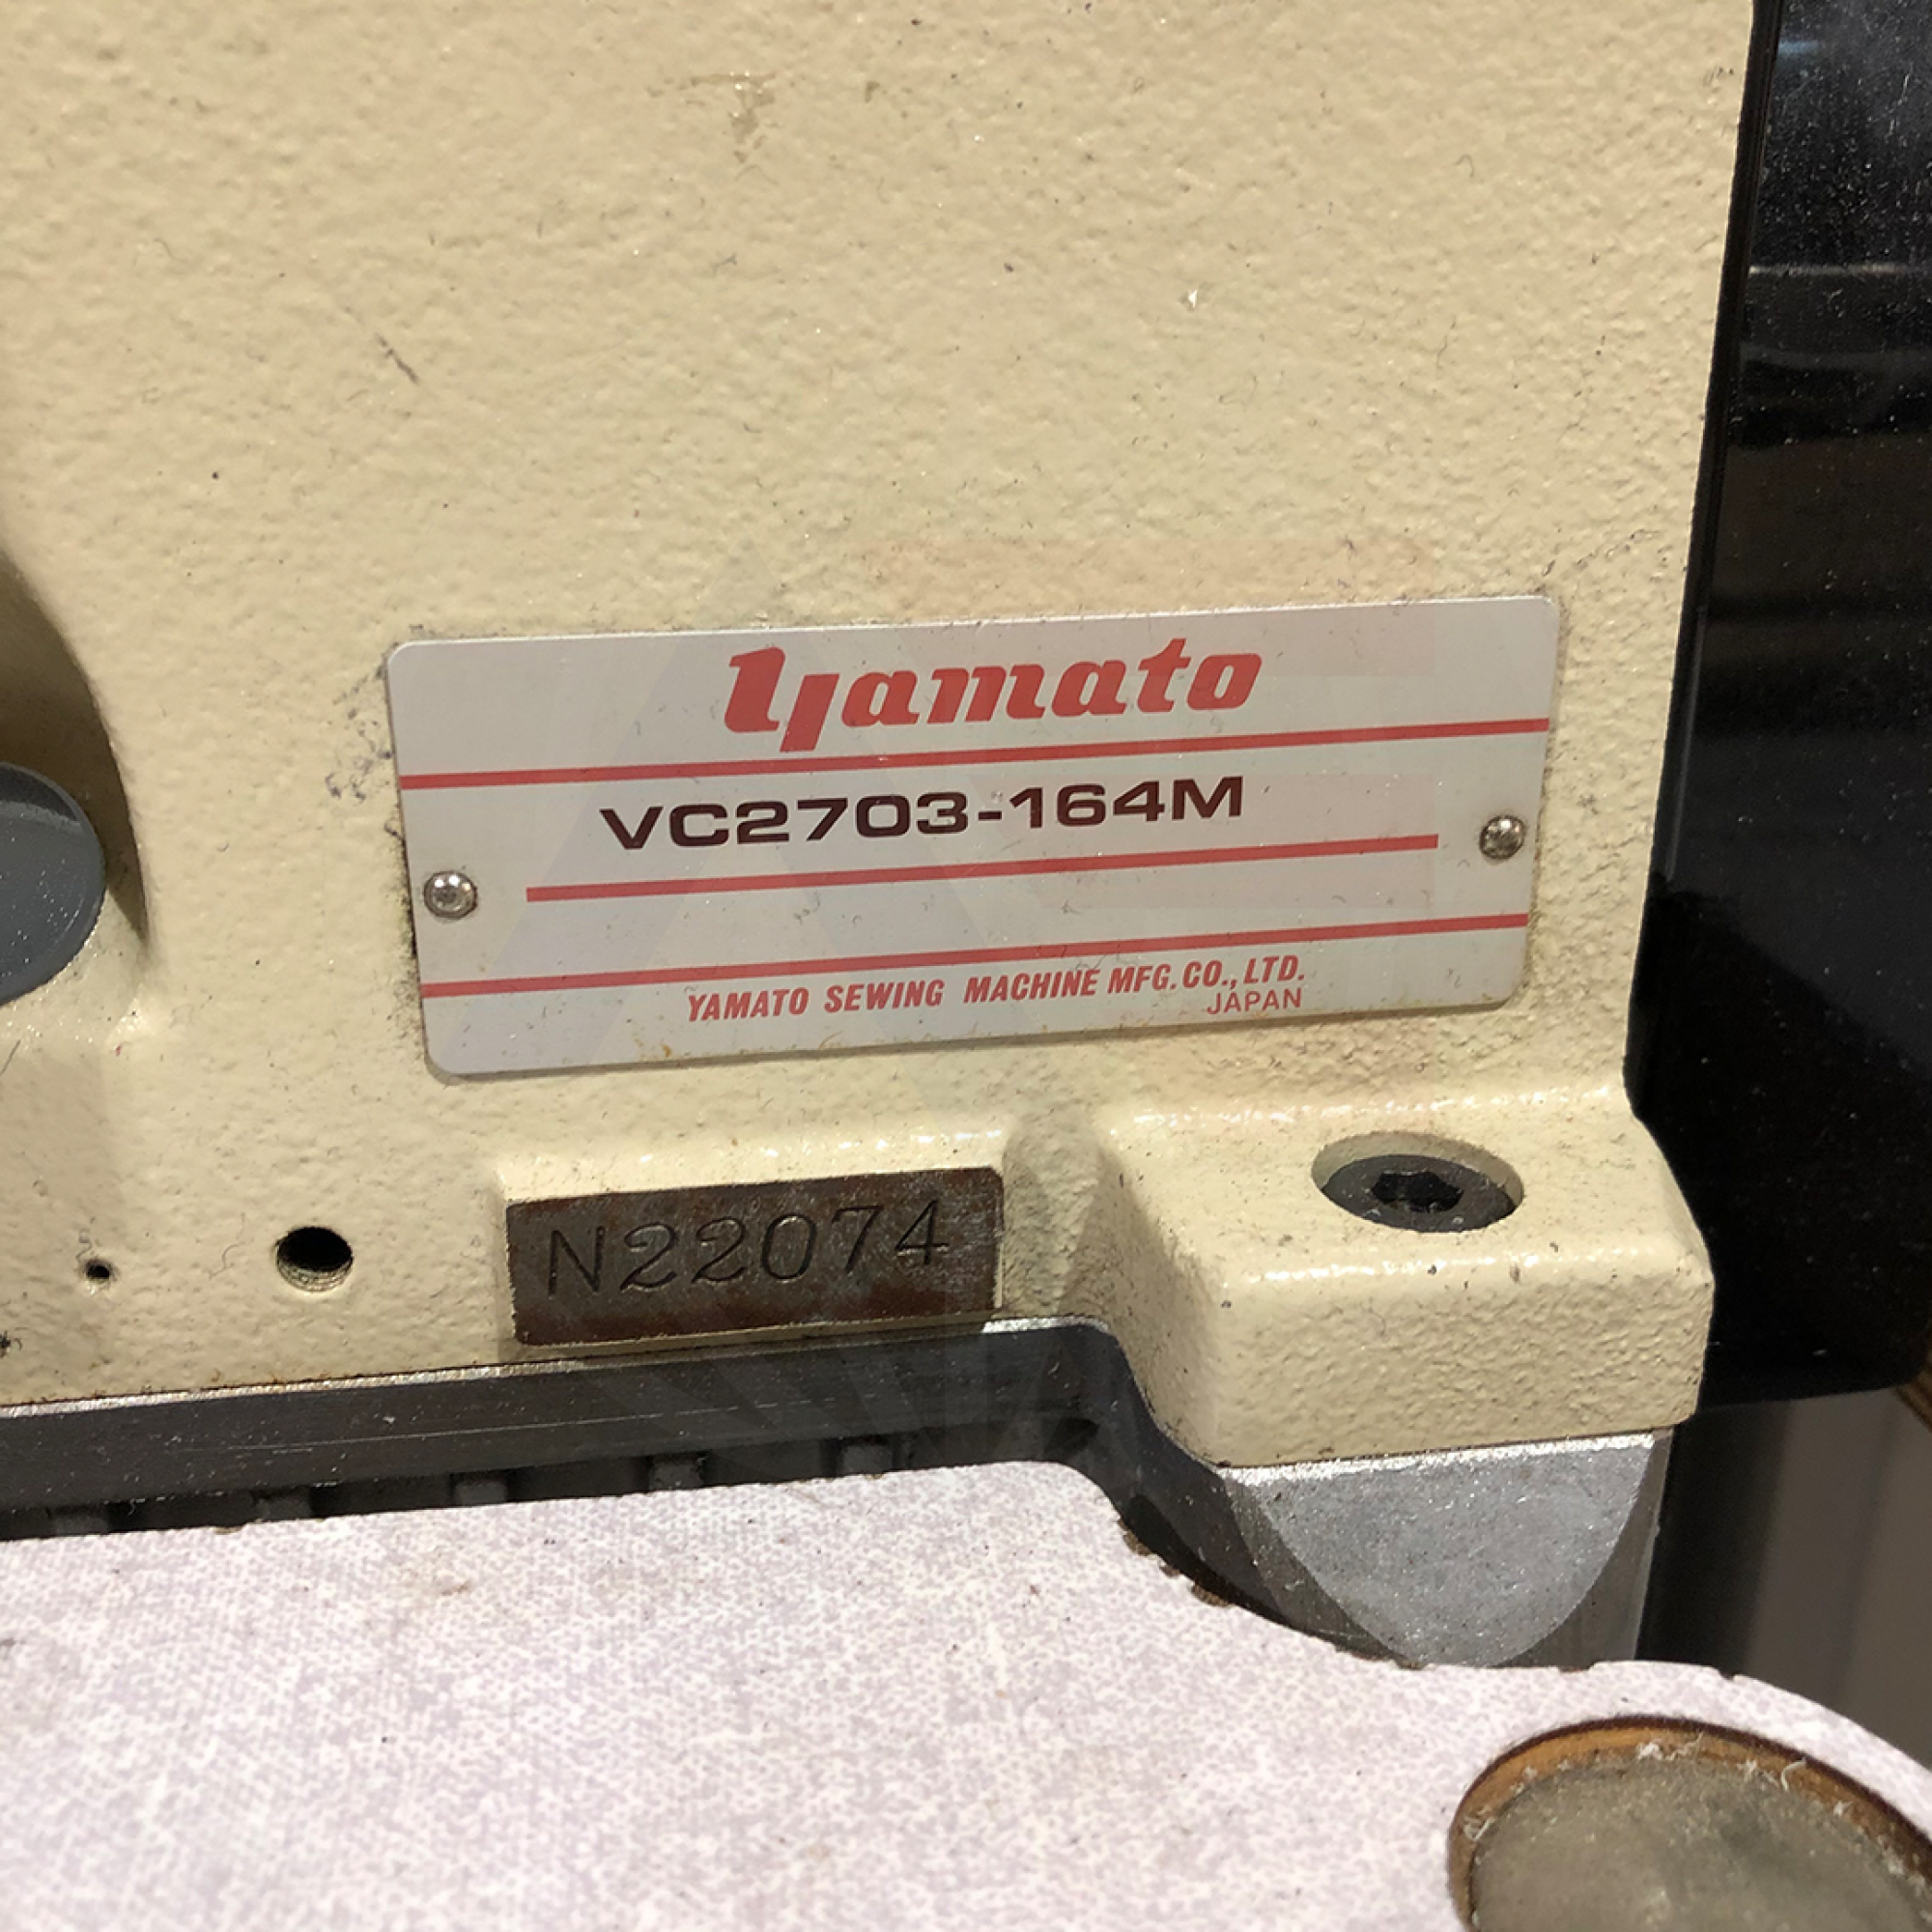 yamato
VC2703-164M
YAMATO SEWING MACHINE MFG. CO., LTD.
JAPAN
N22074